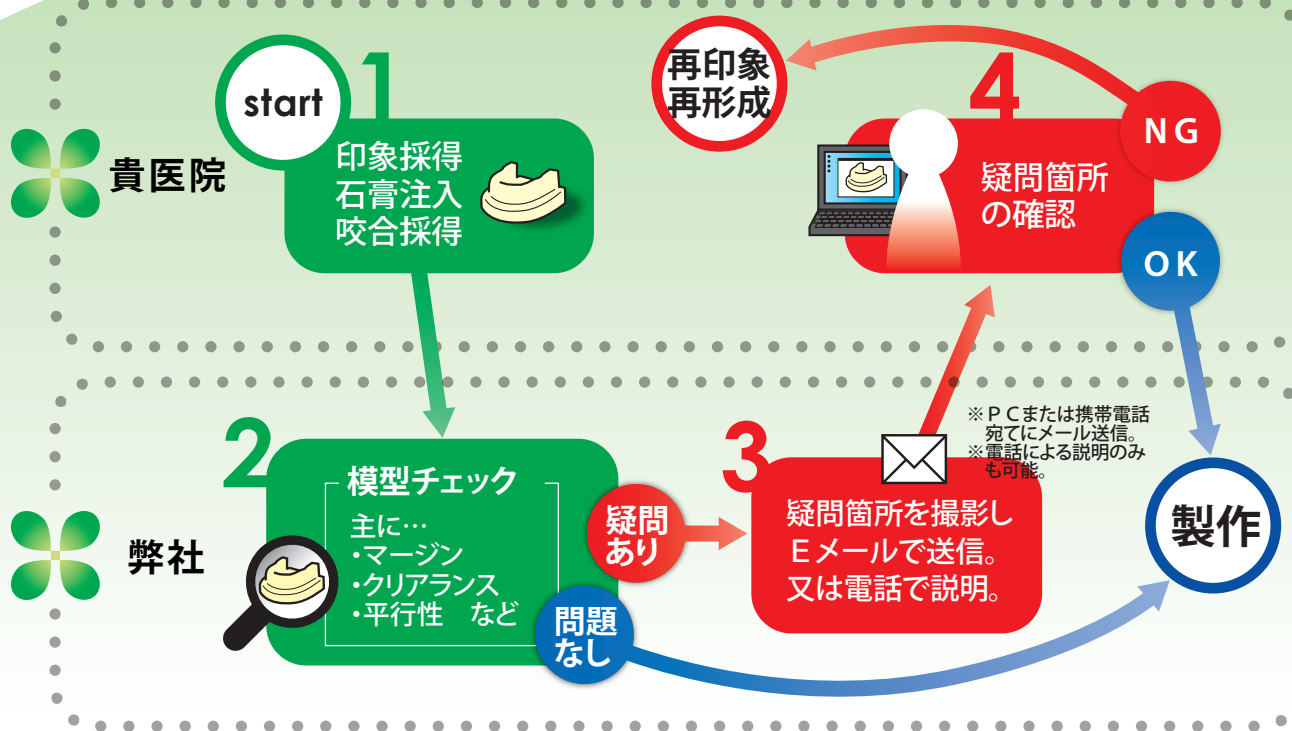 貴医院
start
1
印象採得
石膏注入
咬合採得
再印象
再形成
4
疑問箇所
の確認
NG
OK
弊社
2
模型チェック
主に…
・マージン
・クリアランス
・平行性　など
疑問
あり
問題
なし
3
疑問箇所を撮影し
Eメールで送信。
又は電話で説明。
※ＰＣまたは携帯電話
宛てにメール送信。
※電話による説明のみ
も可能。
製作